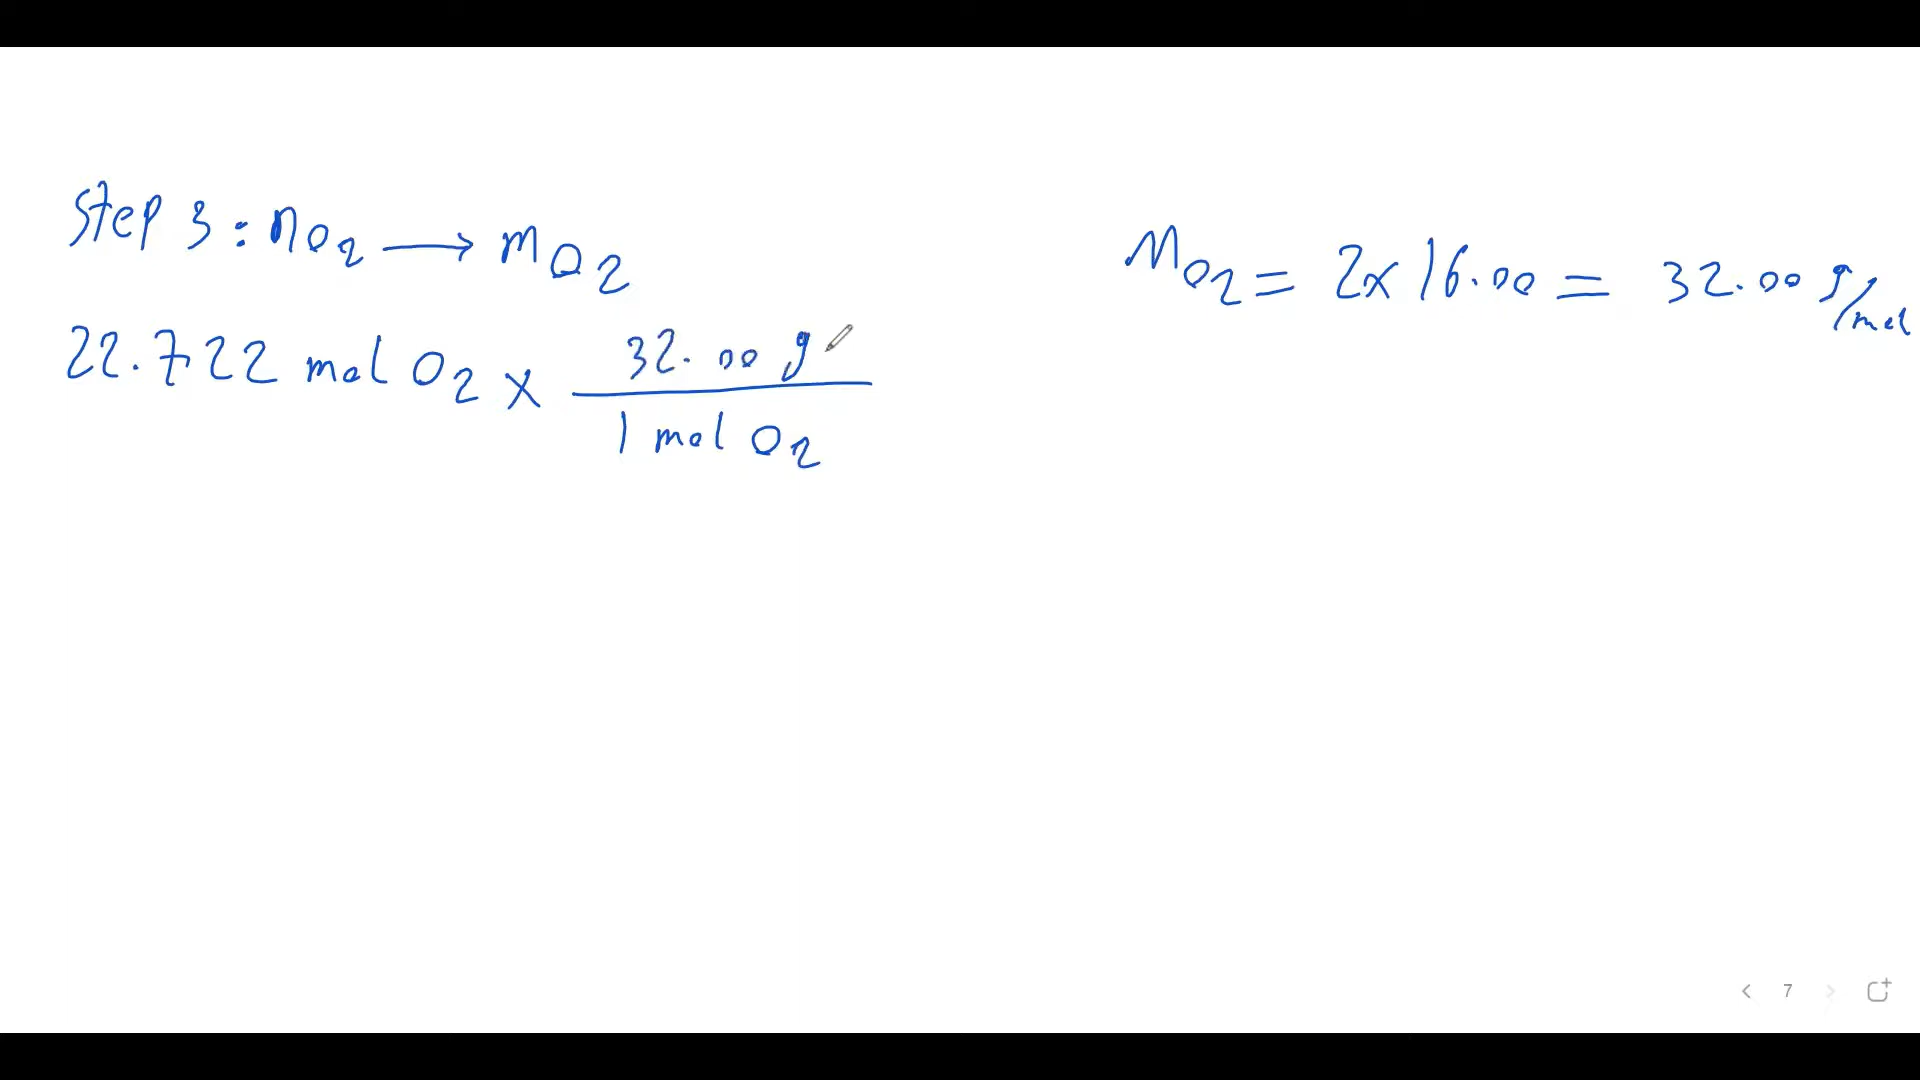 Step 3: nO₂ → mO₂
MO₂ = 2x16.00 = 32.00 g/mol
22.722 mol O₂ x 32.00 g
1 mol O₂
7